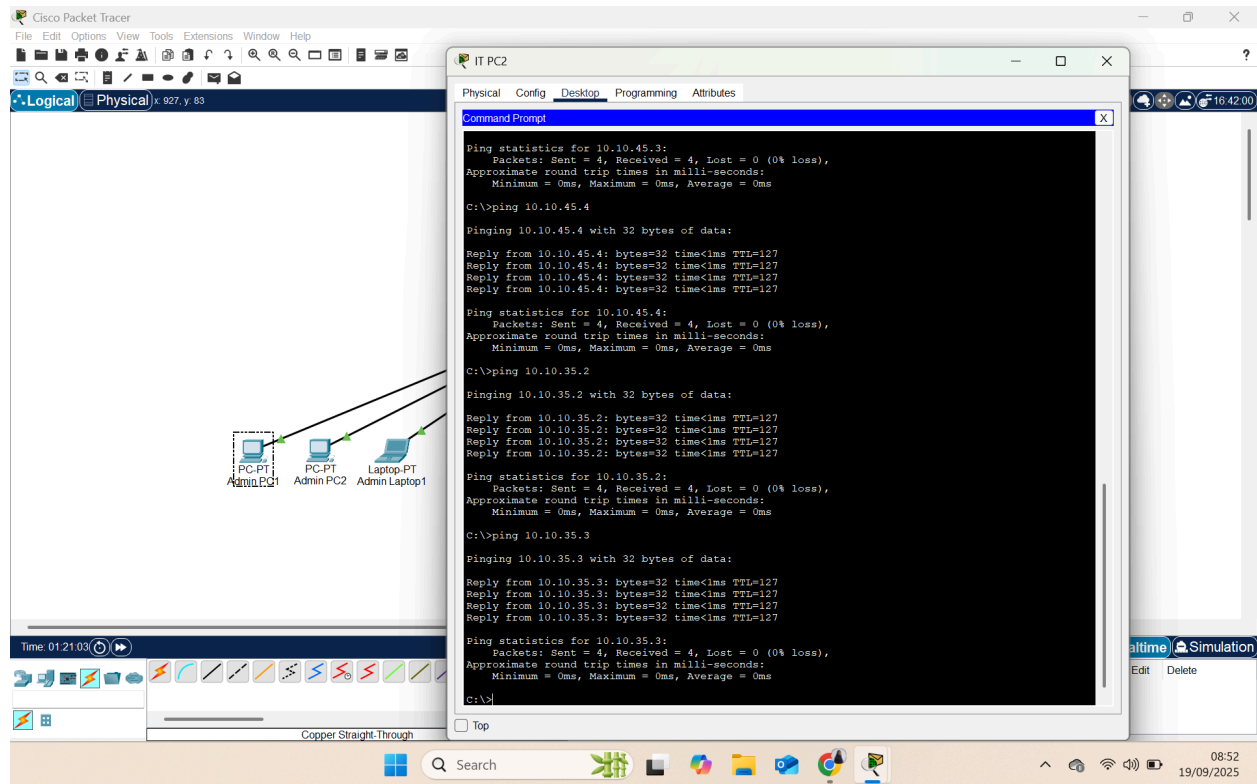 Cisco Packet Tracer
File Edit Options View Tools Extensions Window Help
?
Logical Physical x: 927, y: 83
16:42:00
PC-PT
Admin PC1
PC-PT
Admin PC2
Laptop-PT
Admin Laptop1
Time: 01:21:03
Copper Straight-Through
altime Simulation
Edit Delete
IT PC2
Physical Config Desktop Programming Attributes
Command Prompt X
Ping statistics for 10.10.45.3:
Packets: Sent = 4, Received = 4, Lost = 0 (0% loss),
Approximate round trip times in milli-seconds:
Minimum = 0ms, Maximum = 0ms, Average = 0ms
C:\>ping 10.10.45.4
Pinging 10.10.45.4 with 32 bytes of data:
Reply from 10.10.45.4: bytes=32 time<1ms TTL=127
Reply from 10.10.45.4: bytes=32 time<1ms TTL=127
Reply from 10.10.45.4: bytes=32 time<1ms TTL=127
Reply from 10.10.45.4: bytes=32 time<1ms TTL=127
Ping statistics for 10.10.45.4:
Packets: Sent = 4, Received = 4, Lost = 0 (0% loss),
Approximate round trip times in milli-seconds:
Minimum = 0ms, Maximum = 0ms, Average = 0ms
C:\>ping 10.10.35.2
Pinging 10.10.35.2 with 32 bytes of data:
Reply from 10.10.35.2: bytes=32 time<1ms TTL=127
Reply from 10.10.35.2: bytes=32 time<1ms TTL=127
Reply from 10.10.35.2: bytes=32 time<1ms TTL=127
Reply from 10.10.35.2: bytes=32 time<1ms TTL=127
Ping statistics for 10.10.35.2:
Packets: Sent = 4, Received = 4, Lost = 0 (0% loss),
Approximate round trip times in milli-seconds:
Minimum = 0ms, Maximum = 0ms, Average = 0ms
C:\>ping 10.10.35.3
Pinging 10.10.35.3 with 32 bytes of data:
Reply from 10.10.35.3: bytes=32 time<1ms TTL=127
Reply from 10.10.35.3: bytes=32 time<1ms TTL=127
Reply from 10.10.35.3: bytes=32 time<1ms TTL=127
Reply from 10.10.35.3: bytes=32 time<1ms TTL=127
Ping statistics for 10.10.35.3:
Packets: Sent = 4, Received = 4, Lost = 0 (0% loss),
Approximate round trip times in milli-seconds:
Minimum = 0ms, Maximum = 0ms, Average = 0ms
C:\>
Top
Search
08:52
19/09/2025